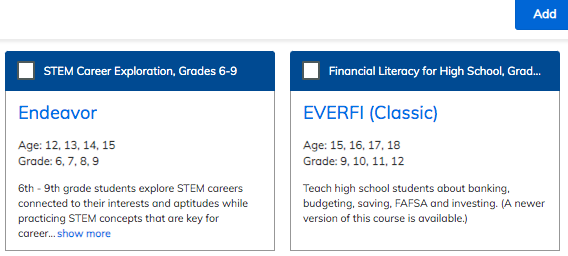 Add
STEM Career Exploration, Grades 6-9
Endeavor
Age: 12, 13, 14, 15
Grade: 6, 7, 8, 9
6th - 9th grade students explore STEM careers
connected to their interests and aptitudes while
practicing STEM concepts that are key for
career... show more
Financial Literacy for High School, Grad...
EVERFI (Classic)
Age: 15, 16, 17, 18
Grade: 9, 10, 11, 12
Teach high school students about banking,
budgeting, saving, FAFSA and investing. (A newer
version of this course is available.)